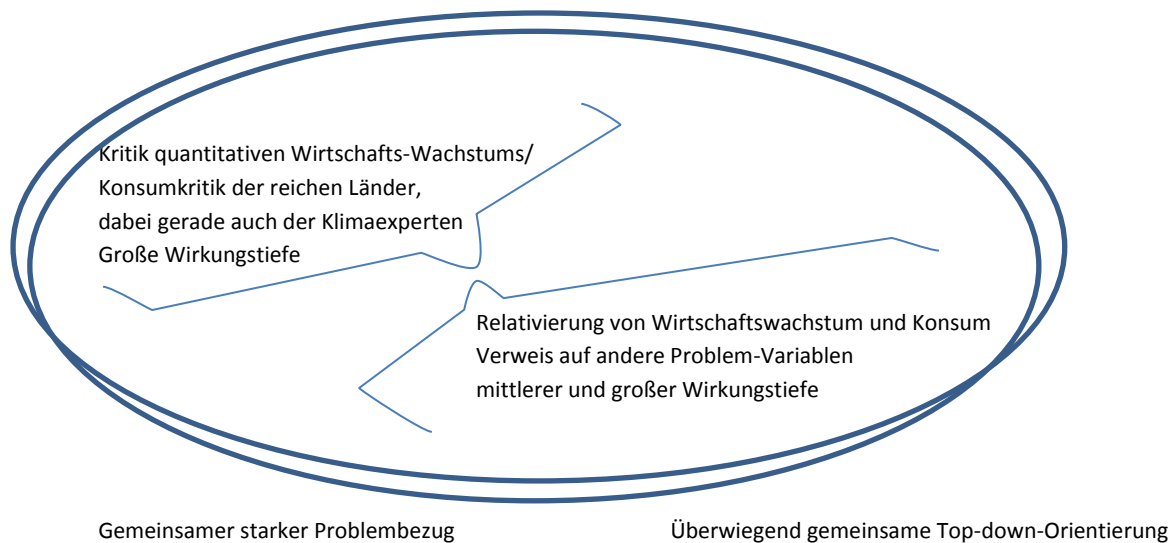 Kritik quantitativen Wirtschafts-Wachstums/
Konsumkritik der reichen Länder,
dabei gerade auch der Klimaexperten
Große Wirkungstiefe
Relativierung von Wirtschaftswachstum und Konsum
Verweis auf andere Problem-Variablen
mittlerer und großer Wirkungstiefe
Gemeinsamer starker Problembezug
Überwiegend gemeinsame Top-down-Orientierung